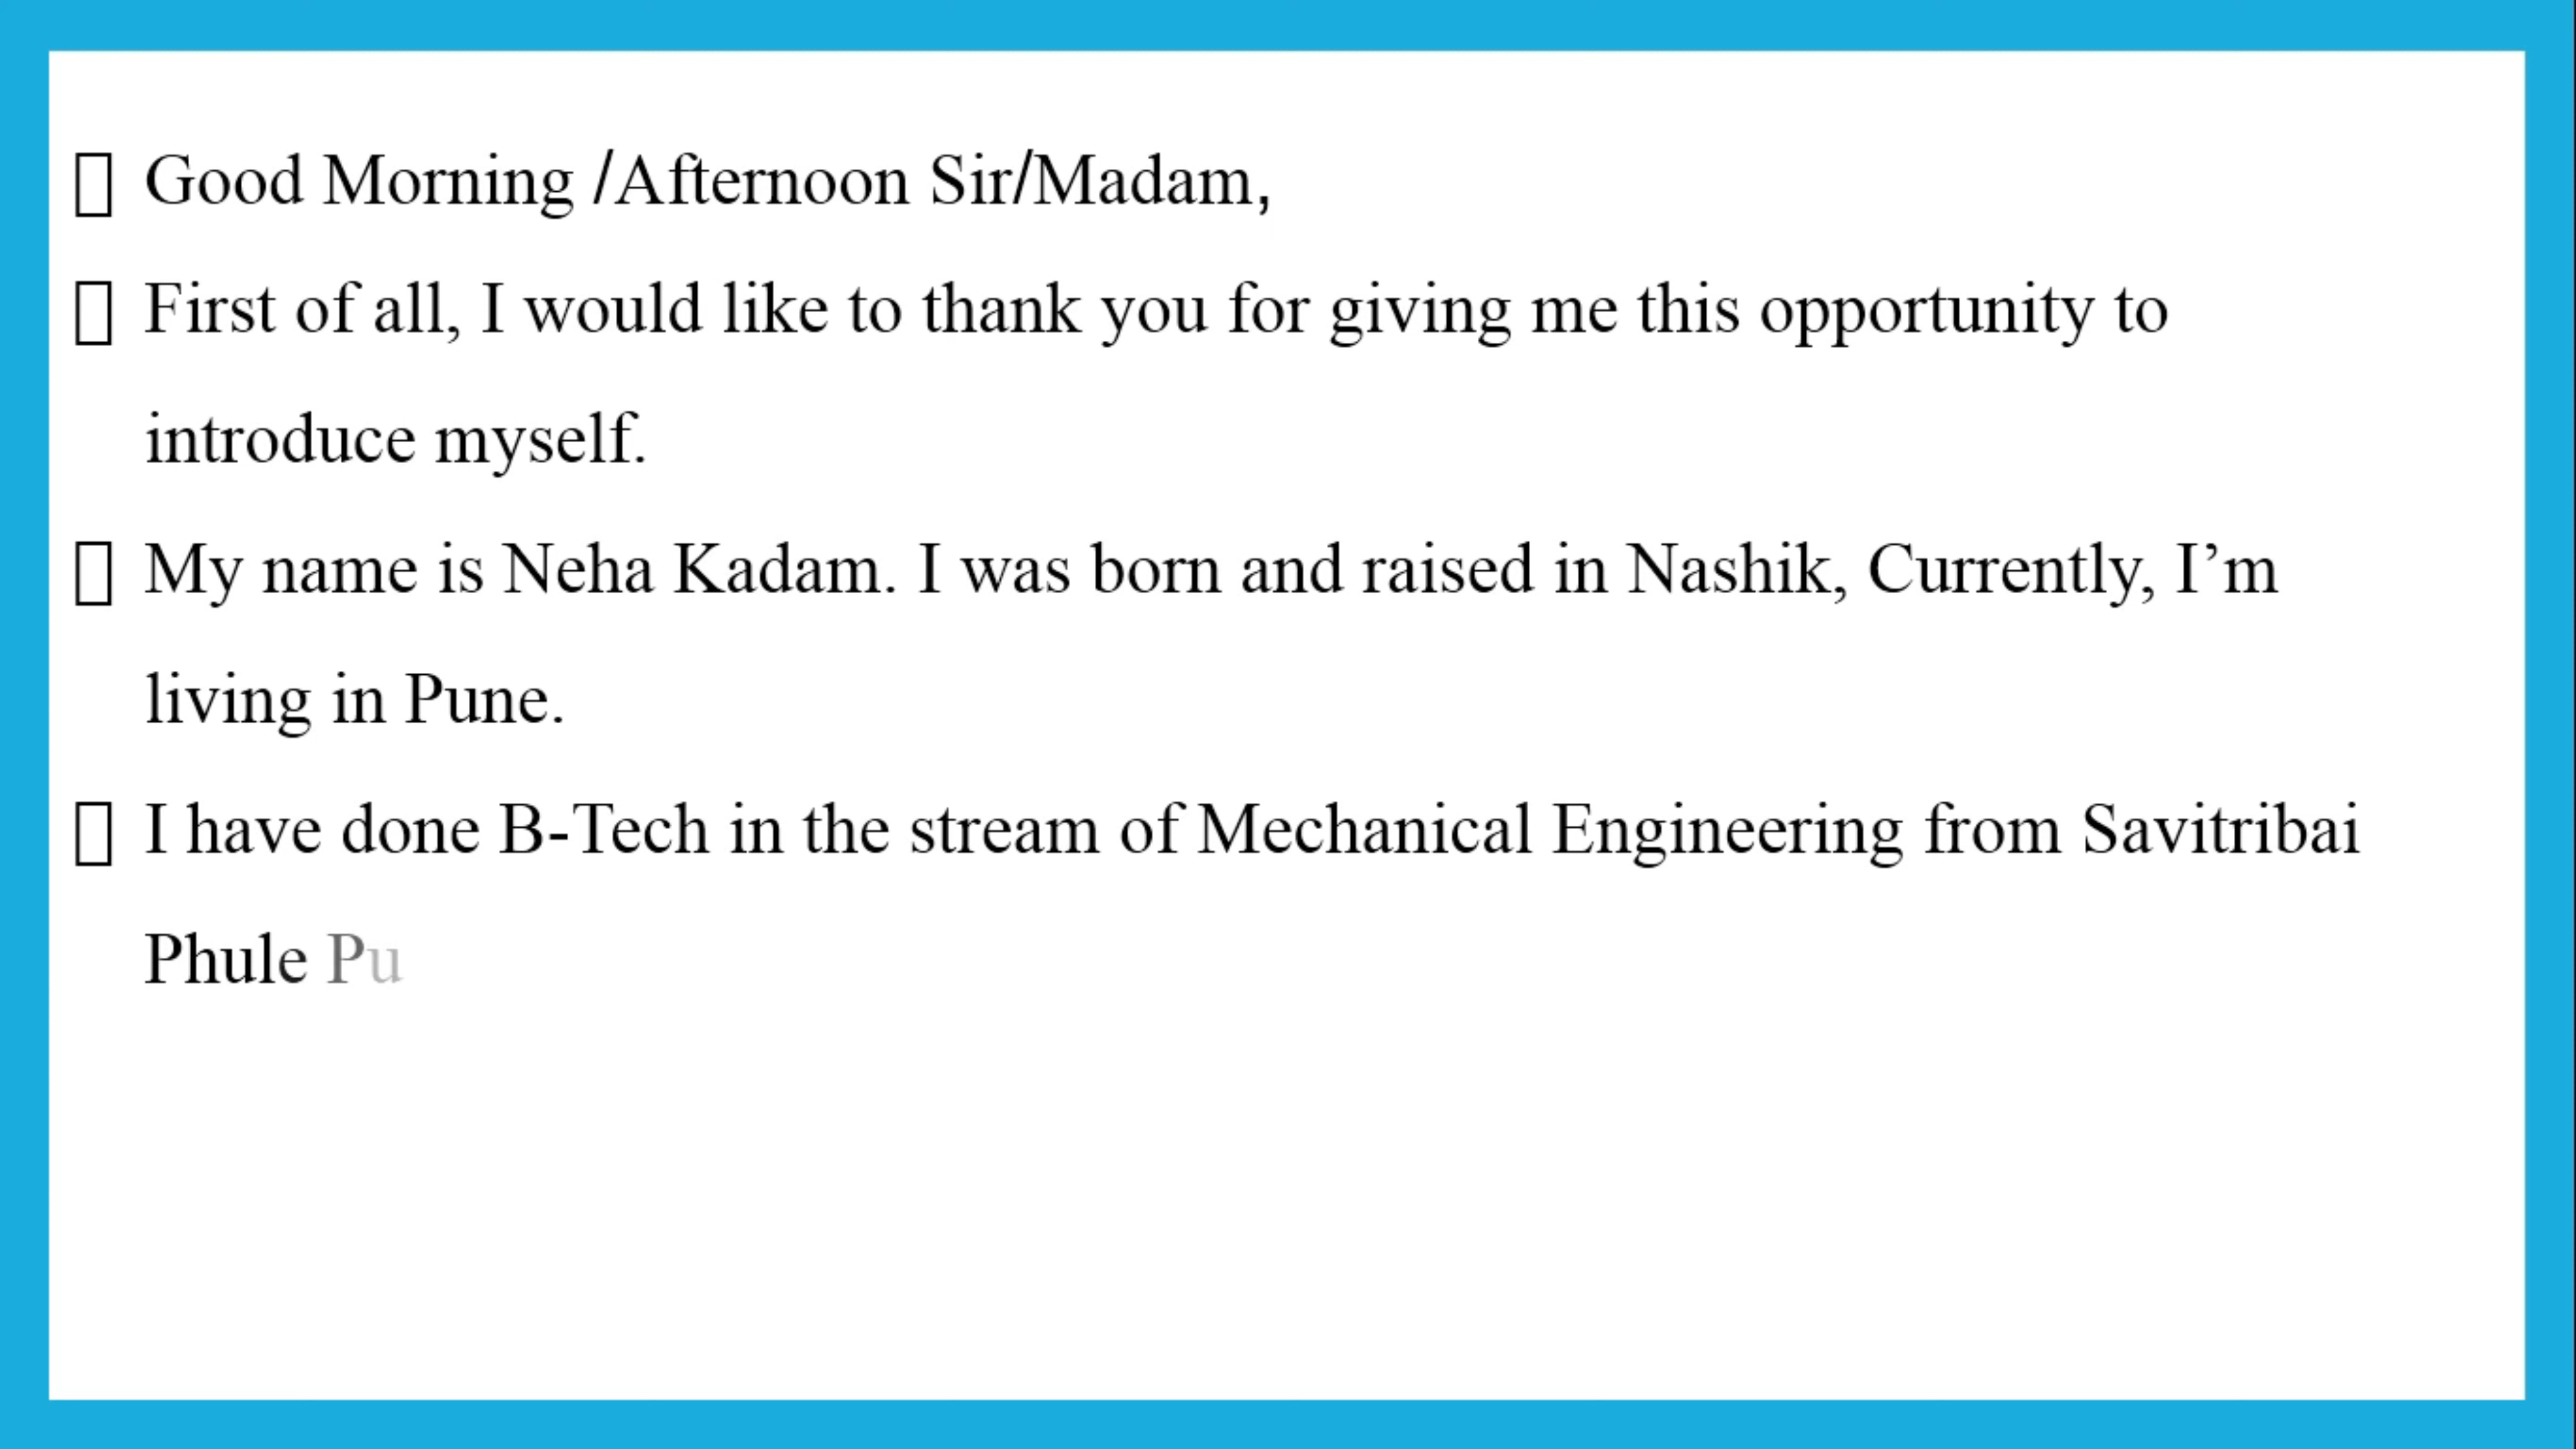 Good Morning /Afternoon Sir/Madam,
First of all, I would like to thank you for giving me this opportunity to
introduce myself.
My name is Neha Kadam. I was born and raised in Nashik, Currently, I’m
living in Pune.
I have done B-Tech in the stream of Mechanical Engineering from Savitribai
Phule Pu